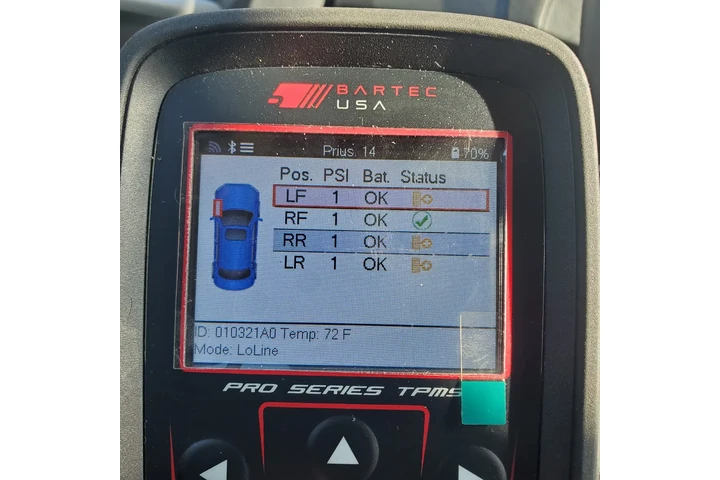 BARTEC
USA
Prius. 14 70%
Pos. PSI Bat. Status
LF 1 OK
RF 1 OK
RR 1 OK
LR 1 OK
ID: 010321A0 Temp: 72 F
Mode: LoLine
PRO SERIES TPMS